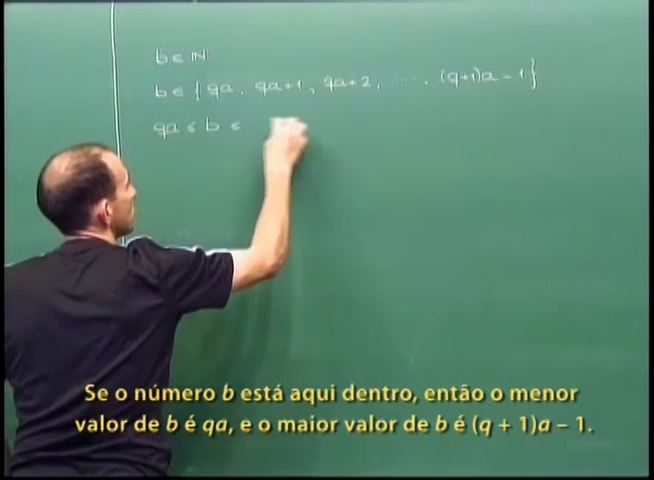 b ∈ ℕ
b ∈ {qa, qa+1, qa+2, ..., (q+1)a-1}
qa ≤ b ≤
Se o número b está aqui dentro, então o menor
valor de b é qa, e o maior valor de b é (q + 1)a – 1.